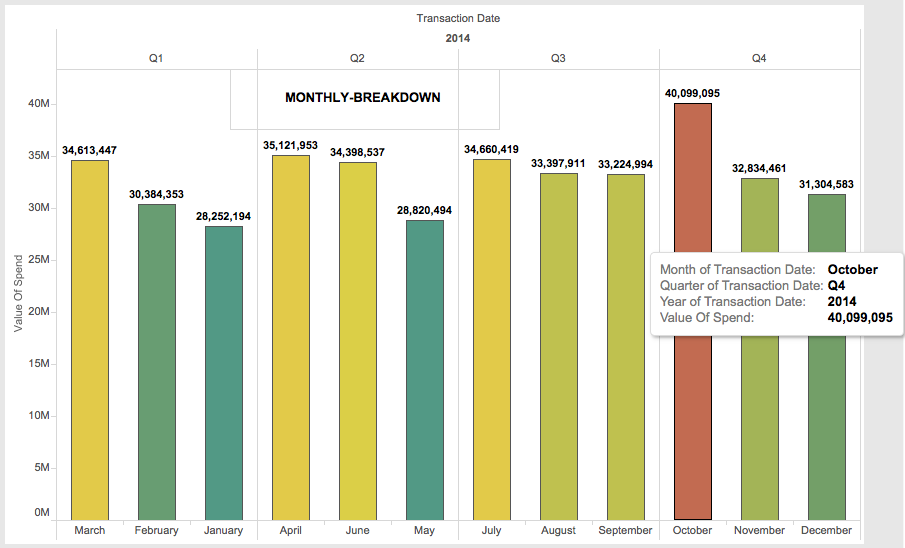 Transaction Date
2014
Q1 Q2 Q3 Q4
MONTHLY-BREAKDOWN
Value Of Spend
40M
35M
30M
25M
20M
15M
10M
5M
0M
34,613,447
30,384,353
28,252,194
35,121,953
34,398,537
28,820,494
34,660,419
33,397,911
33,224,994
40,099,095
32,834,461
31,304,583
Month of Transaction Date: October
Quarter of Transaction Date: Q4
Year of Transaction Date: 2014
Value Of Spend: 40,099,095
March February January April June May July August September October November December